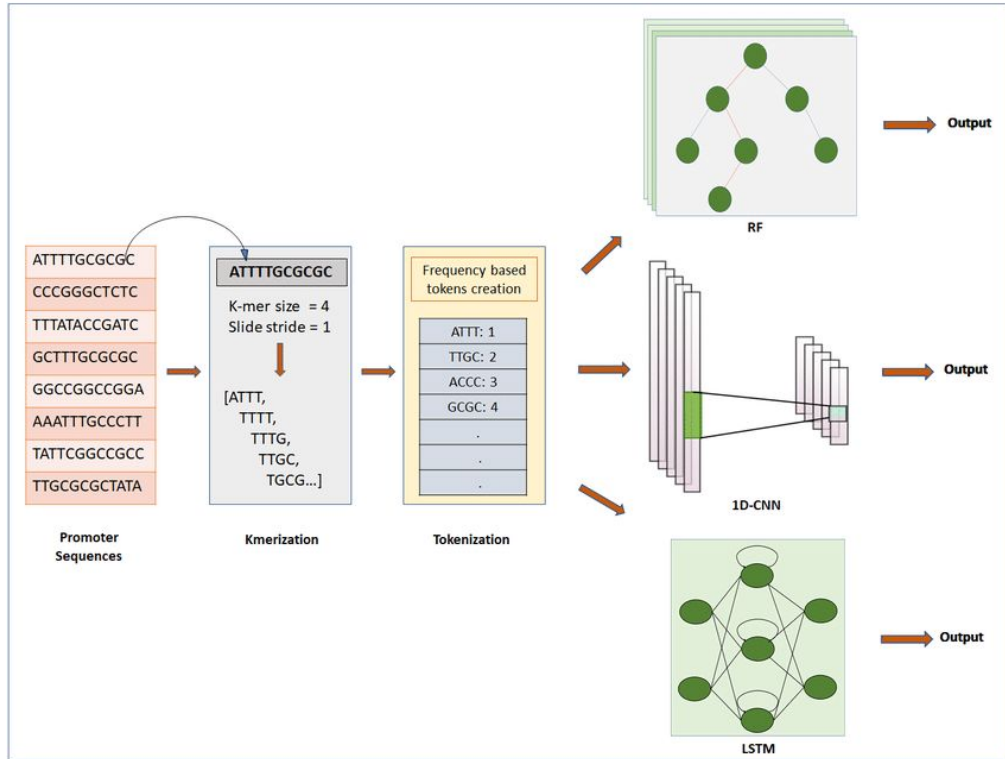 ATTTTGCGCGC
CCCGGGCTCTC
TTTATACCGATC
GCTTTGCGCGC
GGCCGGCCGGA
AAATTTGCCCTT
TATTCGGCCGCC
TTGCGCGCTATA
Promoter
Sequences
ATTTTGCGCGC
K-mer size = 4
Slide stride = 1
[ATTT,
TTTT,
TTTG,
TTGC,
TGCG...]
Kmerization
Frequency based
tokens creation
ATTT: 1
TTGC: 2
ACCC: 3
GCGC: 4
.
.
.
Tokenization
RF
Output
1D-CNN
Output
LSTM
Output